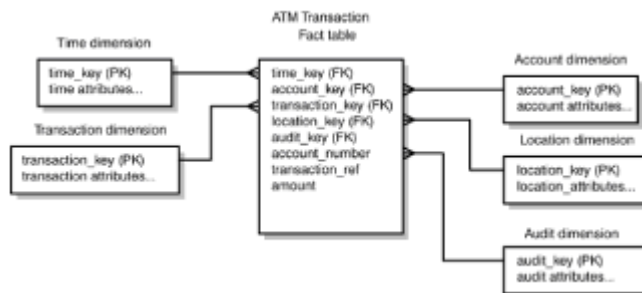 ATM Transaction
Fact table
Time dimension
time_key (PK)
time attributes...
Transaction dimension
transaction_key (PK)
transaction attributes...
time_key (FK)
account_key (FK)
transaction_key (FK)
location_key (FK)
audit_key (FK)
account_number
transaction_ref
amount
Account dimension
account_key (PK)
account attributes...
Location dimension
location_key (PK)
location_attributes...
Audit dimension
audit_key (PK)
audit attributes...